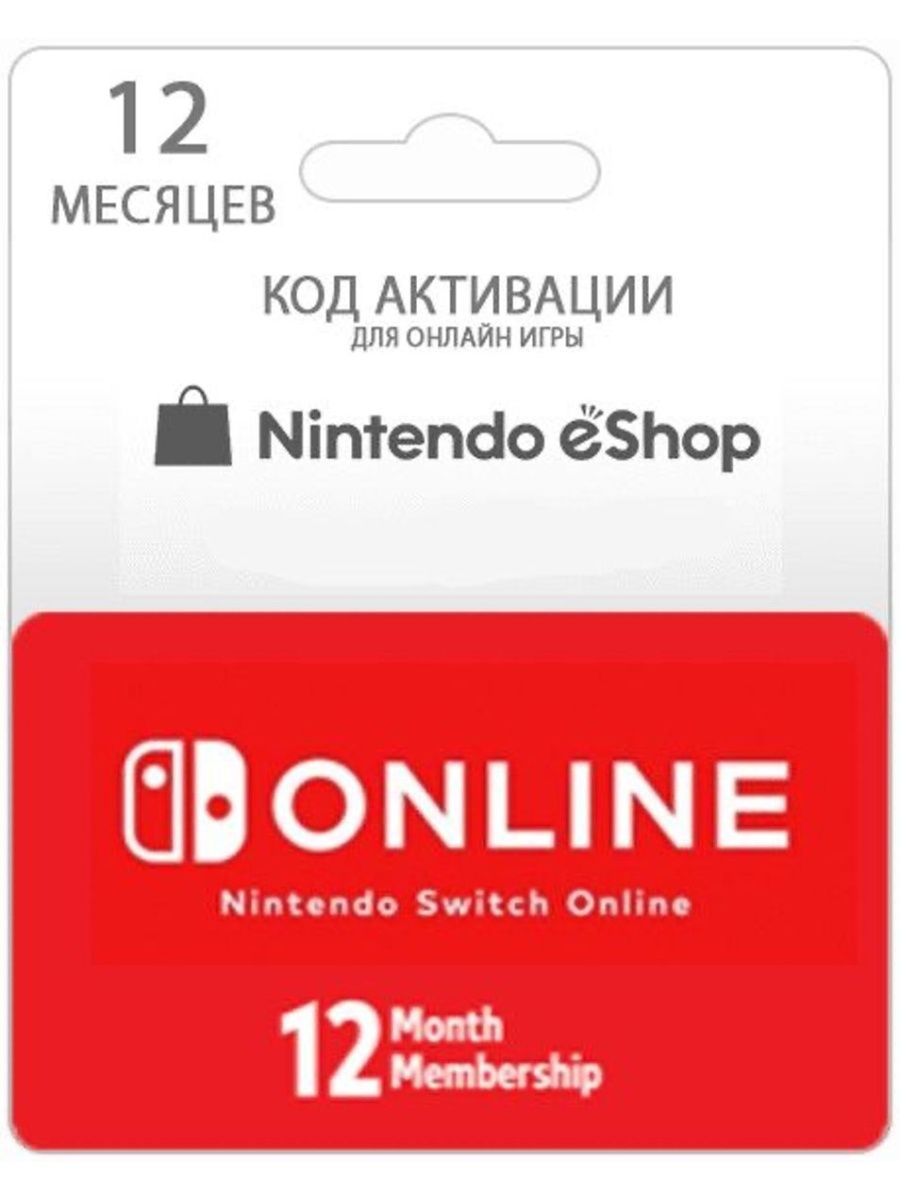 12
МЕСЯЦЕВ
КОД АКТИВАЦИИ
ДЛЯ ОНЛАЙН ИГРЫ
Nintendo eShop
ONLINE
Nintendo Switch Online
12 Month
Membership